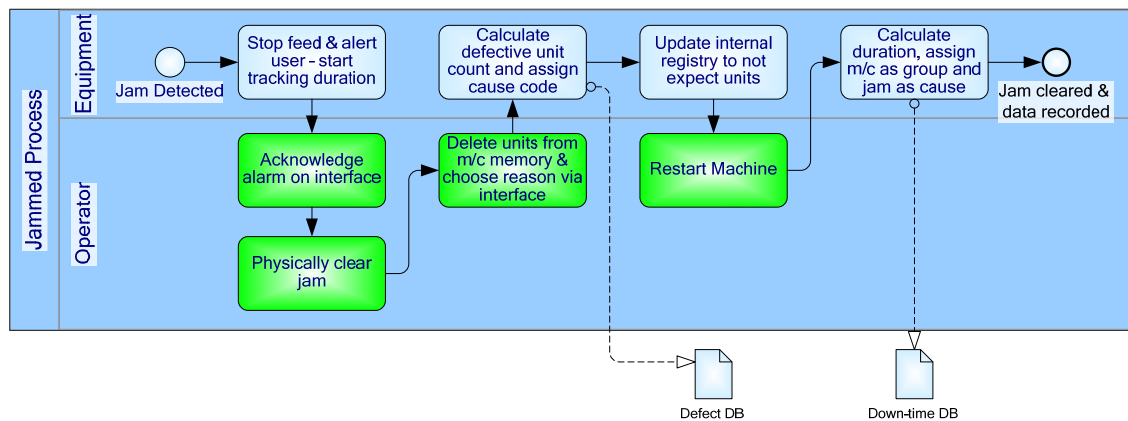 Jammed Process
Equipment
Operator
Jam Detected
Stop feed & alert
user – start
tracking duration
Acknowledge
alarm on interface
Physically clear
jam
Calculate
defective unit
count and assign
cause code
Delete units from
m/c memory &
choose reason via
interface
Update internal
registry to not
expect units
Restart Machine
Calculate
duration, assign
m/c as group and
jam as cause
Jam cleared &
data recorded
Defect DB
Down-time DB